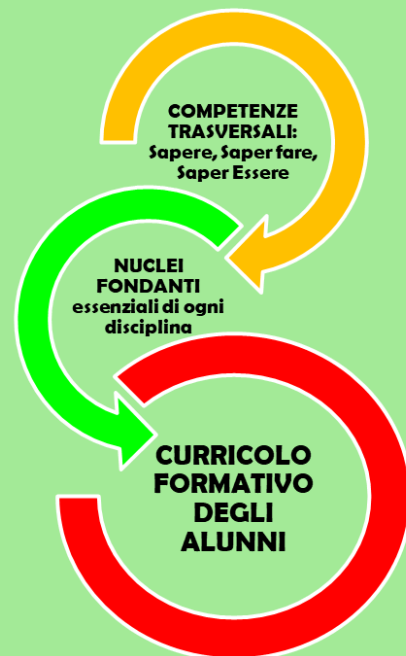 COMPETENZE
TRASVERSALI:
Sapere, Saper fare,
Saper Essere
NUCLEI
FONDANTI
essenziali di ogni
disciplina
CURRICOLO
FORMATIVO
DEGLI
ALUNNI